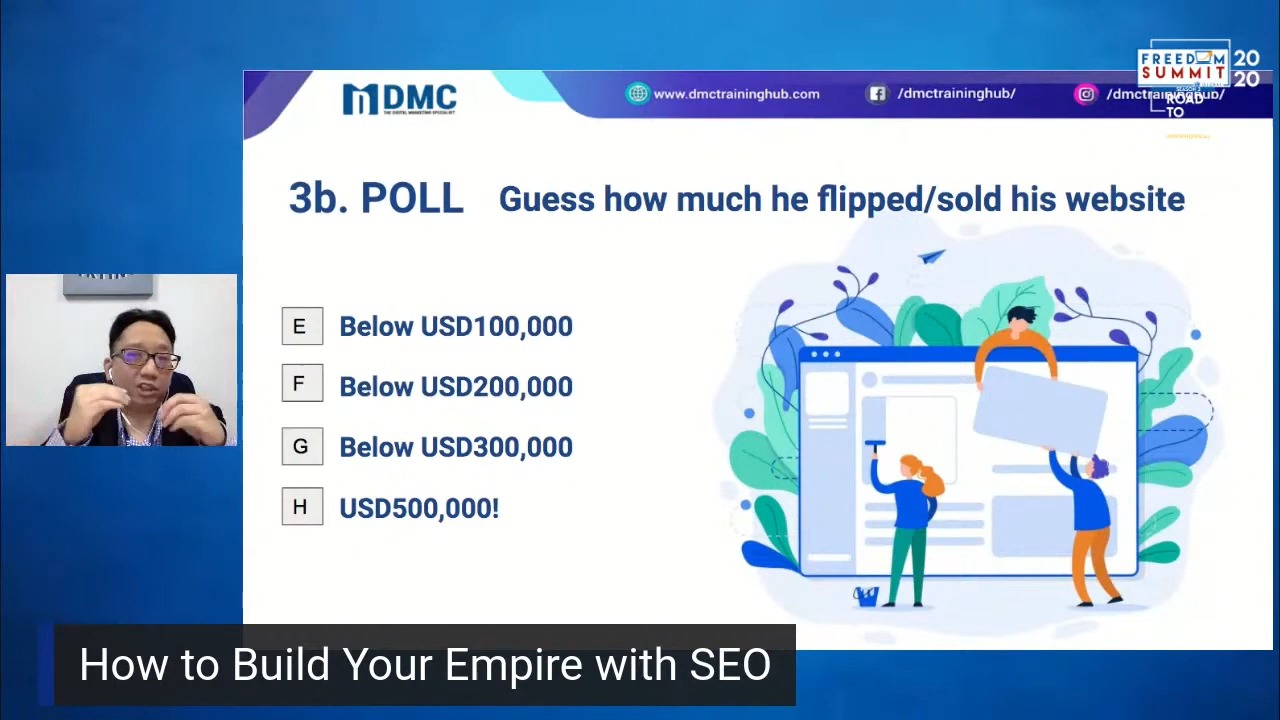 FREEDOM 20
SUMMIT 20
ROAD
TO
DMC
www.dmctraininghub.com
/dmctraininghub/
/dmctraininghub/
3b. POLL Guess how much he flipped/sold his website
E Below USD100,000
F Below USD200,000
G Below USD300,000
H USD500,000!
How to Build Your Empire with SEO